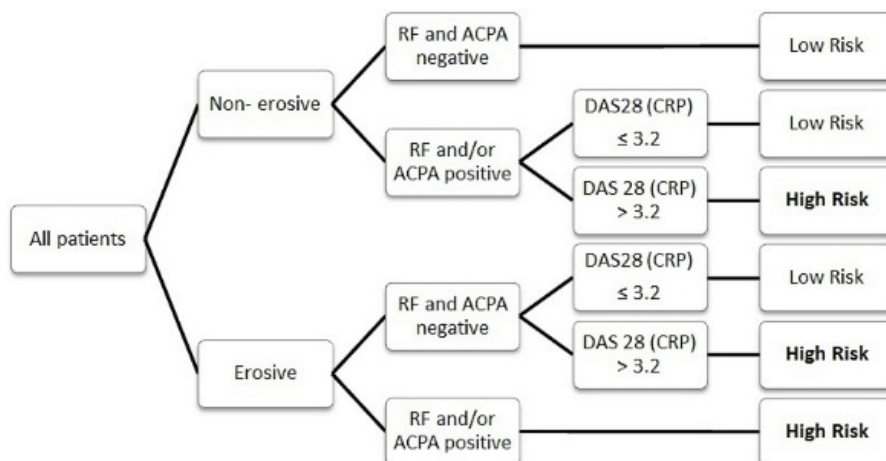 All patients
Non- erosive
RF and ACPA
negative
Low Risk
RF and/or
ACPA positive
DAS28 (CRP)
≤ 3.2
Low Risk
DAS 28 (CRP)
> 3.2
High Risk
Erosive
RF and ACPA
negative
DAS28 (CRP)
≤ 3.2
Low Risk
DAS 28 (CRP)
> 3.2
High Risk
RF and/or
ACPA positive
High Risk